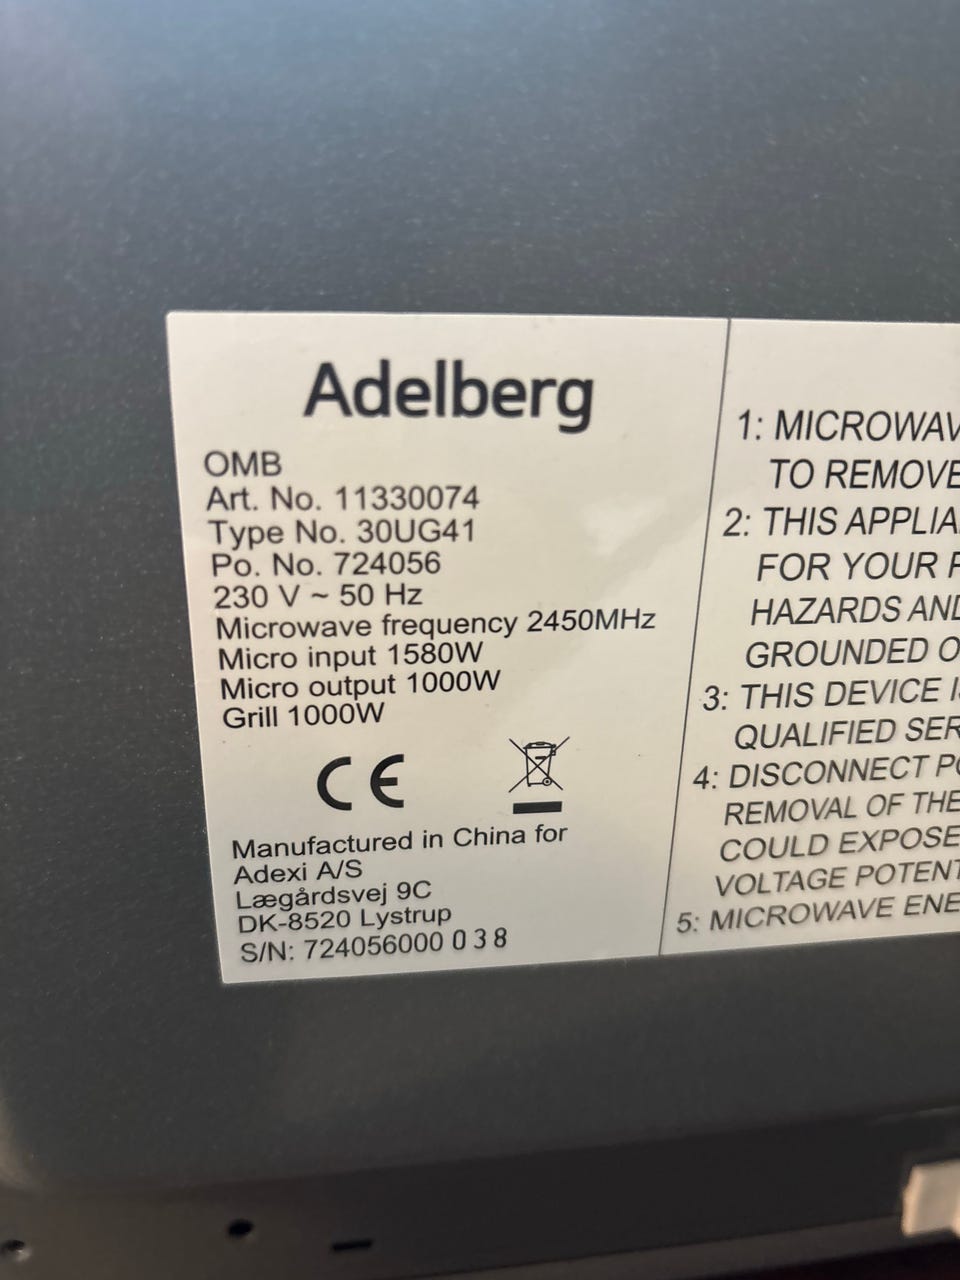 Adelberg
OMB
Art. No. 11330074
Type No. 30UG41
Po. No. 724056
230 V ~ 50 Hz
Microwave frequency 2450MHz
Micro input 1580W
Micro output 1000W
Grill 1000W
CE
Manufactured in China for
Adexi A/S
Lægårdsvej 9C
DK-8520 Lystrup
S/N: 724056000 038
1: MICROWAV
TO REMOVE
2: THIS APPLIA
FOR YOUR
HAZARDS AND
GROUNDED O
3: THIS DEVICE
QUALIFIED SER
4: DISCONNECT PO
REMOVAL OF THE
COULD EXPOSE
VOLTAGE POTENT
5: MICROWAVE ENE